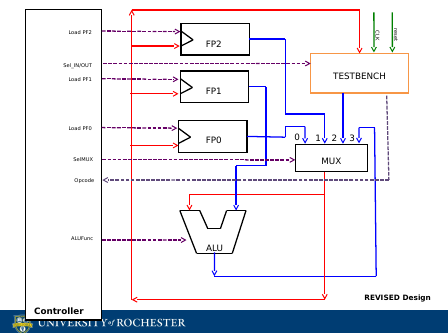 Load PF2
Sel_IN/OUT
Load PF1
Load PF0
SelMUX
Opcode
ALUFunc
Controller
FP2
FP1
FP0
CLK
reset
TESTBENCH
0 1 2 3
MUX
ALU
REVISED Design
UNIVERSITY of ROCHESTER